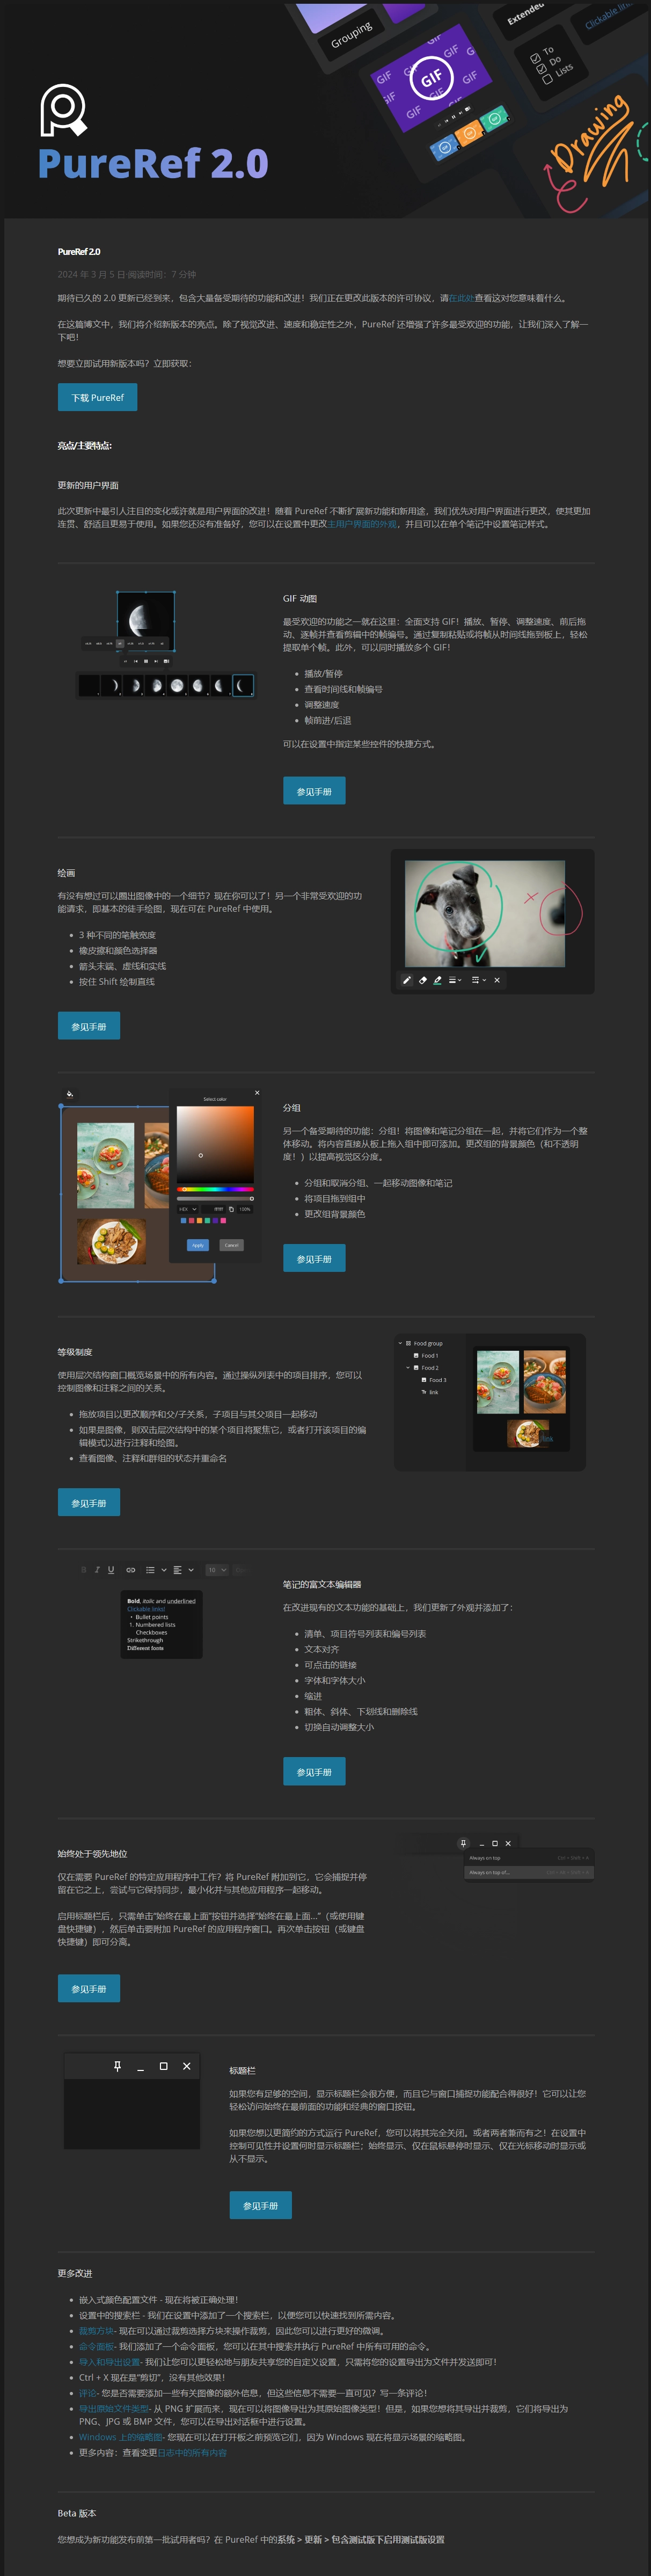 Grouping
GIF
GIF
GIF
GIF
GIF
GIF
Extended
Clickable
To
Do
Lists
Drawing
PureRef 2.0
PureRef 2.0
2024 年 3 月 5 日·阅读时间：7 分钟
期待已久的 2.0 更新已经到来，包含大量备受期待的功能和改进！我们正在更改此版本的许可协议，请在此处查看这对您意味着什么。
在这篇博文中，我们将介绍新版本的亮点。除了视觉改进、速度和稳定性之外，PureRef 还增强了许多最受欢迎的功能，让我们深入了解一
下吧！
想要立即试用新版本吗？立即获取：
下载 PureRef
亮点/主要特点：
更新的用户界面
此次更新中最引人注目的变化或许就是用户界面的改进！随着 PureRef 不断扩展新功能和新用途，我们优先对用户界面进行更改，使其更加
连贯、舒适且更易于使用。如果您还没有准备好，您可以在设置中更改主用户界面的外观，并且可以在单个笔记中设置笔记样式。
GIF 动图
最受欢迎的功能之一就在这里：全面支持 GIF！播放、暂停、调整速度、前后拖
动、逐帧并查看剪辑中的帧编号。通过复制粘贴或将帧从时间线拖到板上，轻松
提取单个帧。此外，可以同时播放多个 GIF！
播放/暂停
查看时间线和帧编号
调整速度
帧前进/后退
可以在设置中指定某些控件的快捷方式。
参见手册
绘画
有没有想过可以圈出图像中的一个细节？现在你可以了！另一个非常受欢迎的功
能请求，即基本的徒手绘图，现在可在 PureRef 中使用。
3 种不同的笔触宽度
橡皮擦和颜色选择器
箭头末端、虚线和实线
按住 Shift 绘制直线
参见手册
Select color
HEX
ffffff
100%
Apply
Cancel
分组
另一个备受期待的功能：分组！将图像和笔记分组在一起，并将它们作为一个整
体移动。将内容直接从板上拖入组中即可添加。更改组的背景颜色（和不透明
度！）以提高视觉区分度。
分组和取消分组、一起移动图像和笔记
将项目拖到组中
更改组背景颜色
参见手册
等级制度
使用层次结构窗口概览场景中的所有内容。通过操纵列表中的项目排序，您可以
控制图像和注释之间的关系。
拖放项目以更改顺序和父/子关系，子项目与其父项目一起移动
如果是图像，则双击层次结构中的某个项目将聚焦它，或者打开该项目的编
辑模式以进行注释和绘图。
查看图像、注释和群组的状态并重命名
参见手册
Food group
Food 1
Food 2
Food 3
link
B I U
10
Bold, Italic and underlined
Clickable links!
Bullet points
1. Numbered lists
Checkboxes
Strikethrough
Different fonts
笔记的富文本编辑器
在改进现有的文本功能的基础上，我们更新了外观并添加了：
清单、项目符号列表和编号列表
文本对齐
可点击的链接
字体和字体大小
缩进
粗体、斜体、下划线和删除线
切换自动调整大小
参见手册
始终处于领先地位
仅在需要 PureRef 的特定应用程序中工作？将 PureRef 附加到它，它会捕捉并停
留在它之上，尝试与它保持同步，最小化并与其他应用程序一起移动。
启用标题栏后，只需单击“始终在最上面”按钮并选择“始终在最上面...”（或使用键
盘快捷键），然后单击要附加 PureRef 的应用程序窗口。再次单击按钮（或键盘
快捷键）即可分离。
参见手册
Always on top
Always on top of...
标题栏
如果您有足够的空间，显示标题栏会很方便，而且它与窗口捕捉功能配合得很好！它可以让您
轻松访问始终在最前面的功能和经典的窗口按钮。
如果您想以更简约的方式运行 PureRef，您可以将其完全关闭。或者两者兼而有之！在设置中
控制可见性并设置何时显示标题栏；始终显示、仅在鼠标悬停时显示、仅在光标移动时显示或
从不显示。
参见手册
更多改进
嵌入式颜色配置文件 - 现在将被正确处理！
设置中的搜索栏 - 我们在设置中添加了一个搜索栏，以便您可以快速找到所需内容。
裁剪方块- 现在可以通过裁剪选择方块来操作裁剪，因此您可以进行更好的微调。
命令面板- 我们添加了一个命令面板，您可以在其中搜索并执行 PureRef 中所有可用的命令。
导入和导出设置- 我们让您可以更轻松地与朋友共享您的自定义设置，只需将您的设置导出为文件并发送即可！
Ctrl + X 现在是“剪切”，没有其他效果！
评论- 您是否需要添加一些有关图像的额外信息，但这些信息不需要一直可见？写一条评论！
导出原始文件类型- 从 PNG 扩展而来，现在可以将图像导出为其原始图像类型！但是，如果您想将其导出并裁剪，它们将导出为
PNG、JPG 或 BMP 文件，您可以在导出对话框中进行设置。
Windows 上的缩略图- 您现在可以在打开板之前预览它们，因为 Windows 现在将显示场景的缩略图。
更多内容：查看变更日志中的所有内容
Beta 版本
您想成为新功能发布前第一批试用者吗？在 PureRef 中的系统 > 更新 > 包含测试版下启用测试版设置